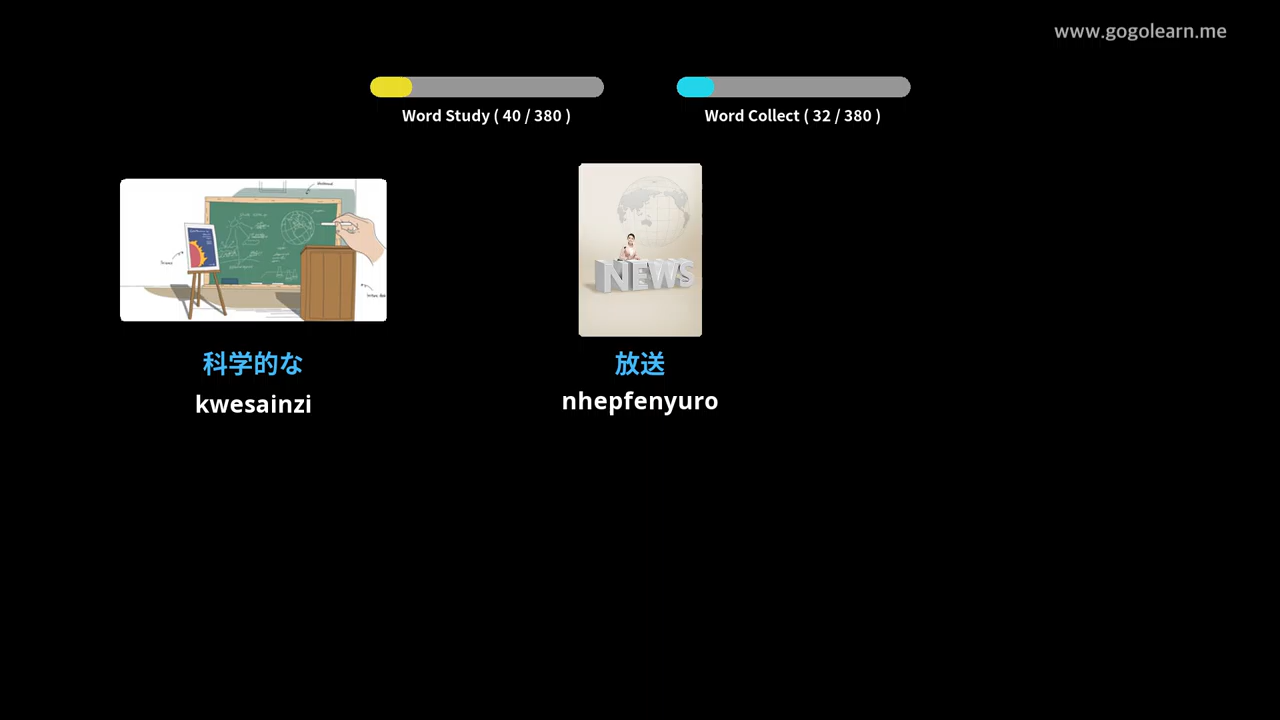 www.gogolearn.me
Word Study ( 40 / 380 )
Word Collect ( 32 / 380 )
NEWS
科学的な
放送
kwesainzi
nhepfenyuro